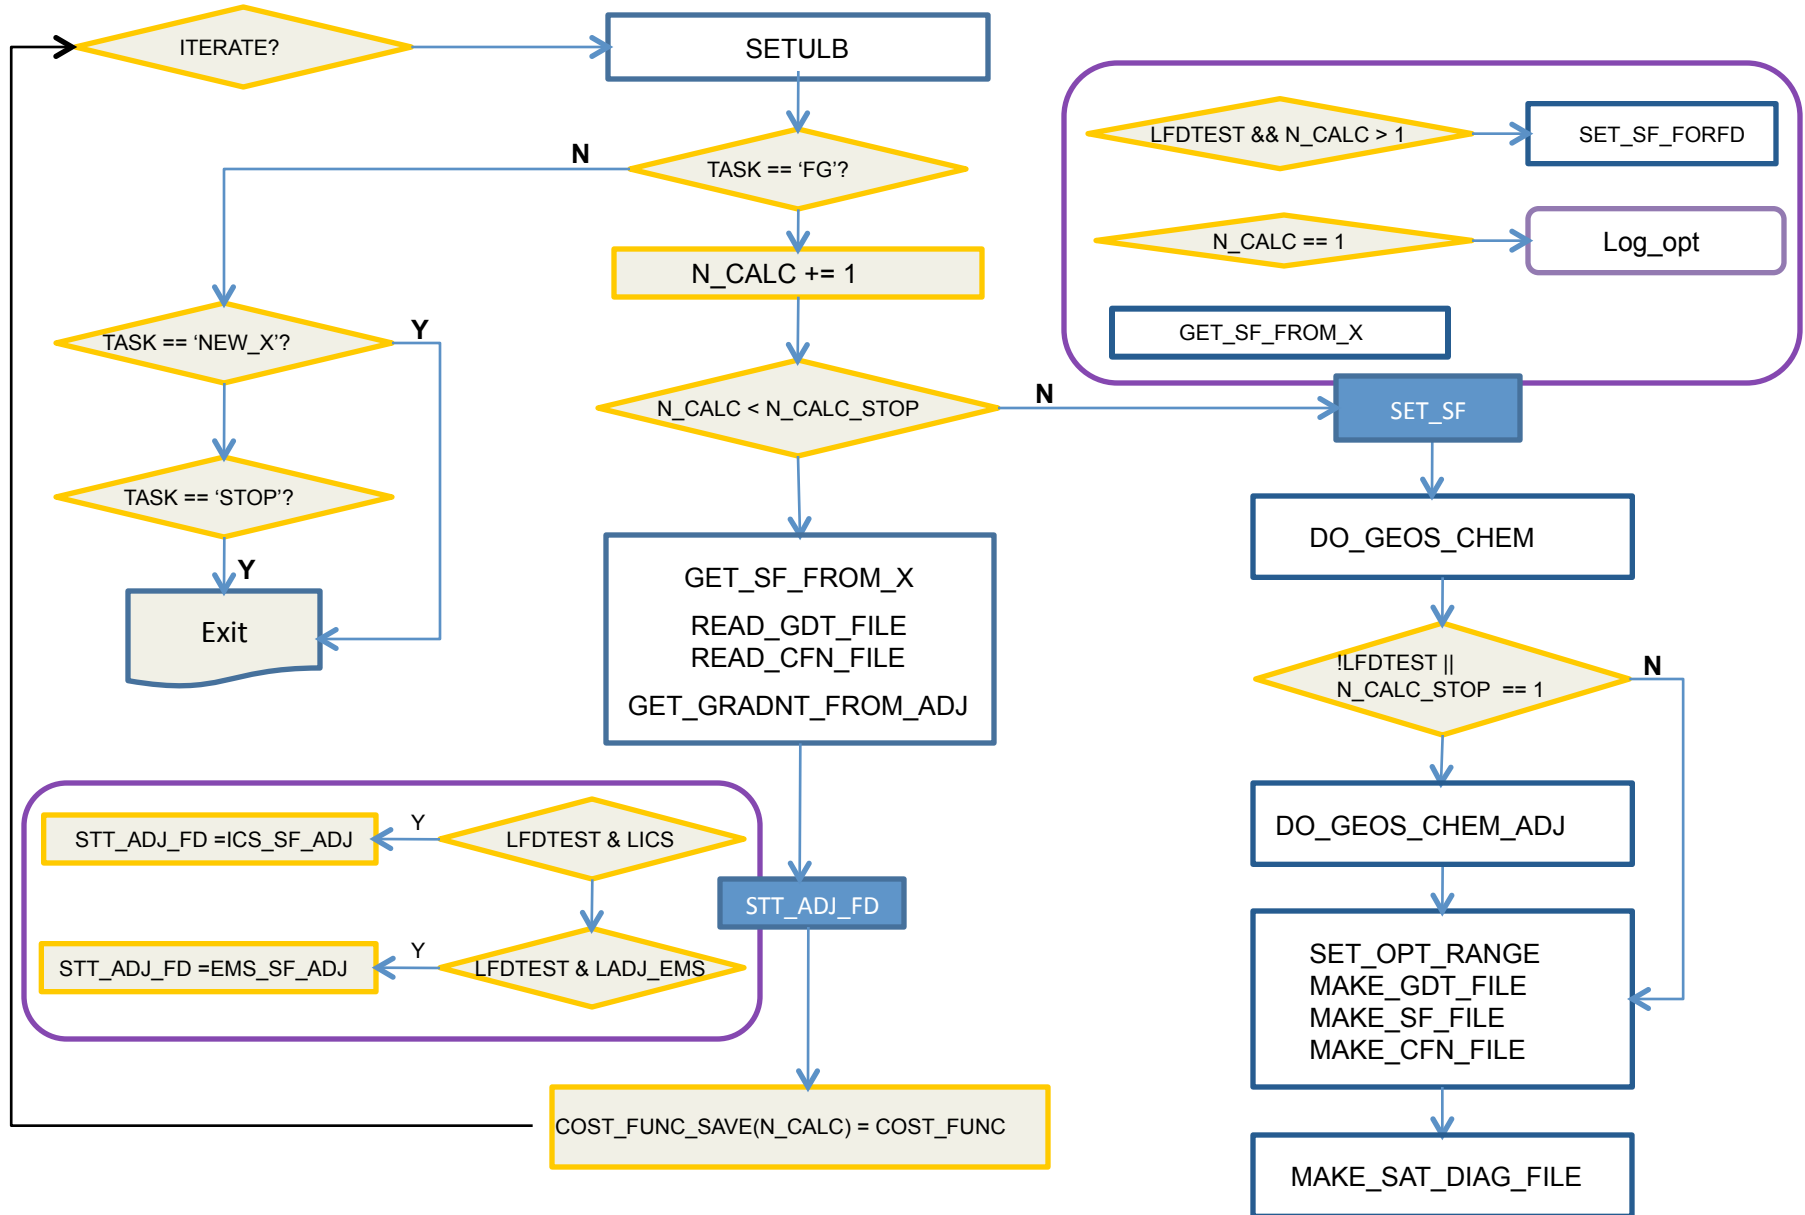 ITERATE?
SETULB
TASK == ‘FG’?
N
N_CALC += 1
TASK == ‘NEW_X’?
Y
N_CALC < N_CALC_STOP
N
TASK == ‘STOP’?
Y
Exit
GET_SF_FROM_X
READ_GDT_FILE
READ_CFN_FILE
GET_GRADNT_FROM_ADJ
STT_ADJ_FD =ICS_SF_ADJ
Y
LFDTEST & LICS
STT_ADJ_FD
STT_ADJ_FD =EMS_SF_ADJ
Y
LFDTEST & LADJ_EMS
COST_FUNC_SAVE(N_CALC) = COST_FUNC
LFDTEST && N_CALC > 1
SET_SF_FORFD
N_CALC == 1
Log_opt
GET_SF_FROM_X
SET_SF
DO_GEOS_CHEM
!LFDTEST ||
N_CALC_STOP == 1
N
DO_GEOS_CHEM_ADJ
SET_OPT_RANGE
MAKE_GDT_FILE
MAKE_SF_FILE
MAKE_CFN_FILE
MAKE_SAT_DIAG_FILE